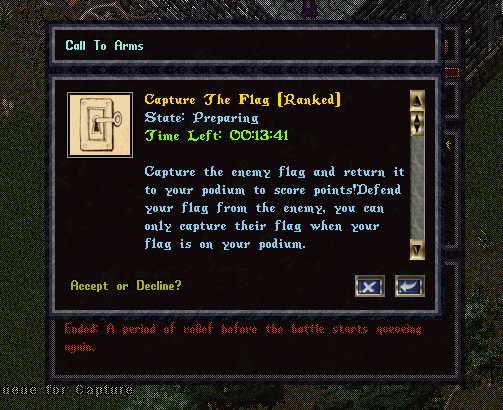 Call To Arms
Capture The Flag [Ranked]
State: Preparing
Time Left: 00:13:41
Capture the enemy flag and return it
to your podium to score points!Defend
your flag from the enemy, you can
only capture their flag when your
flag is on your podium.
Accept or Decline?
Ended: A period of relief before the battle starts queueing
again.
ueue for Capture